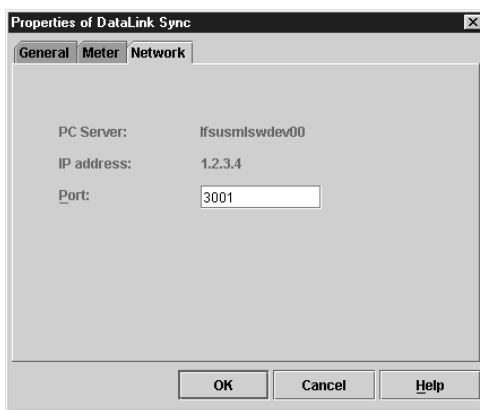 Properties of DataLink Sync
General Meter Network
PC Server: lfsusmlswdev00
IP address: 1.2.3.4
Port: 3001
OK Cancel Help